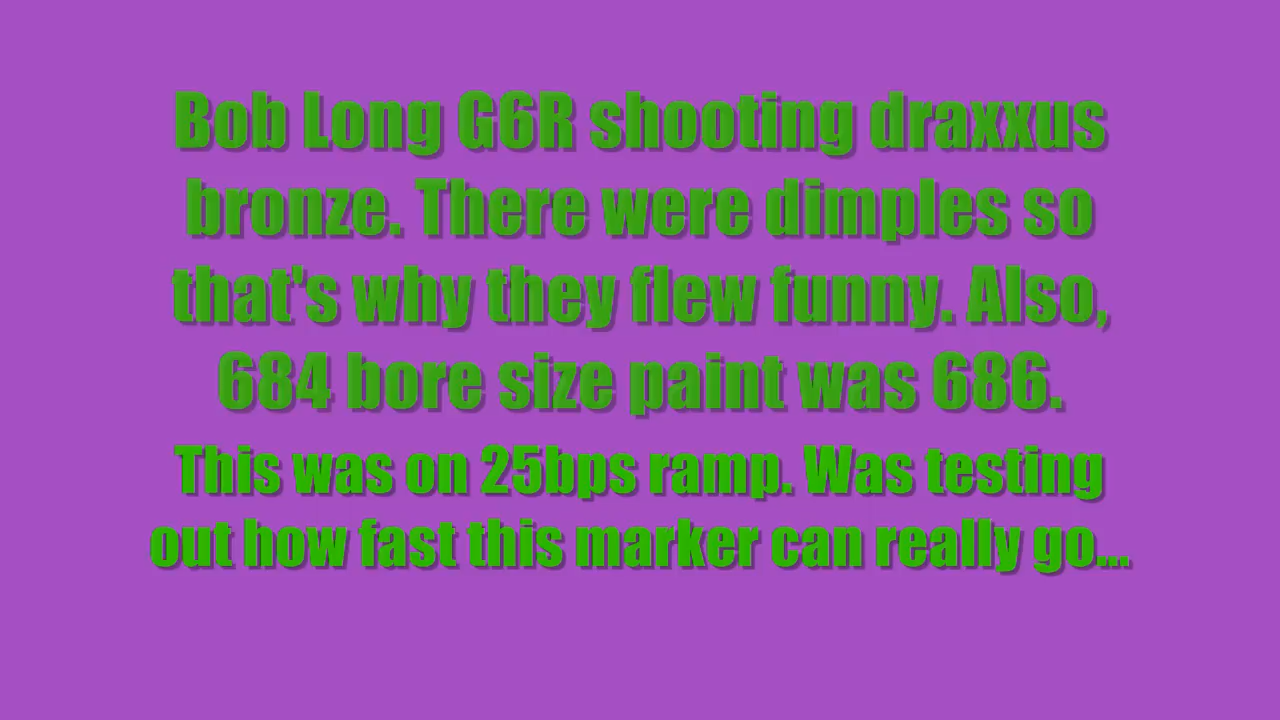 Bob Long G6R shooting draxxus
bronze. There were dimples so
that's why they flew funny. Also,
684 bore size paint was 686.
This was on 25bps ramp. Was testing
out how fast this marker can really go...